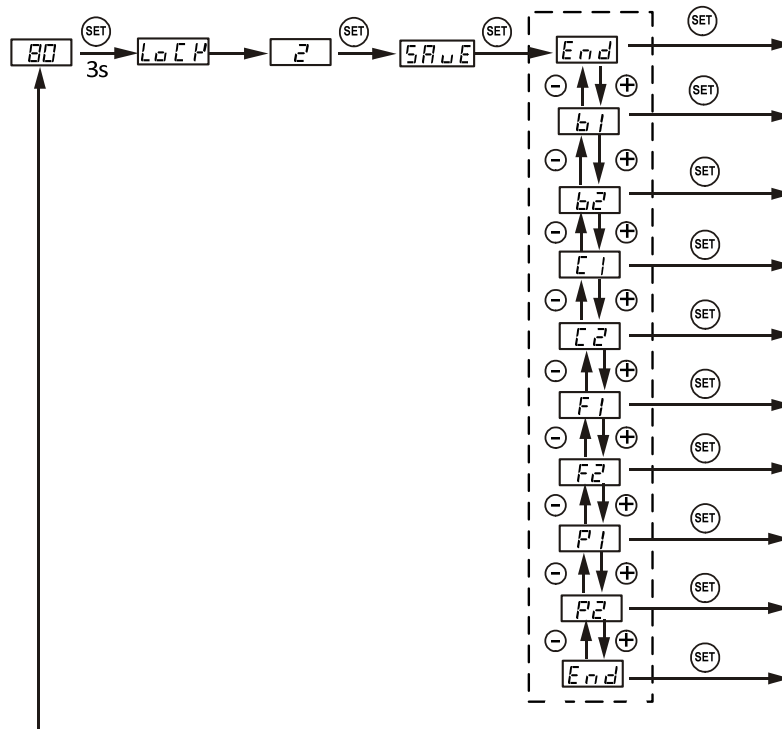 SET
80 LoCK 2 SET SAvE SET End SET
3s
- + SET
b1
- + SET
b2
- + SET
C1
- + SET
C2
- + SET
F1
- + SET
F2
- + SET
P1
- + SET
P2
- + SET
End